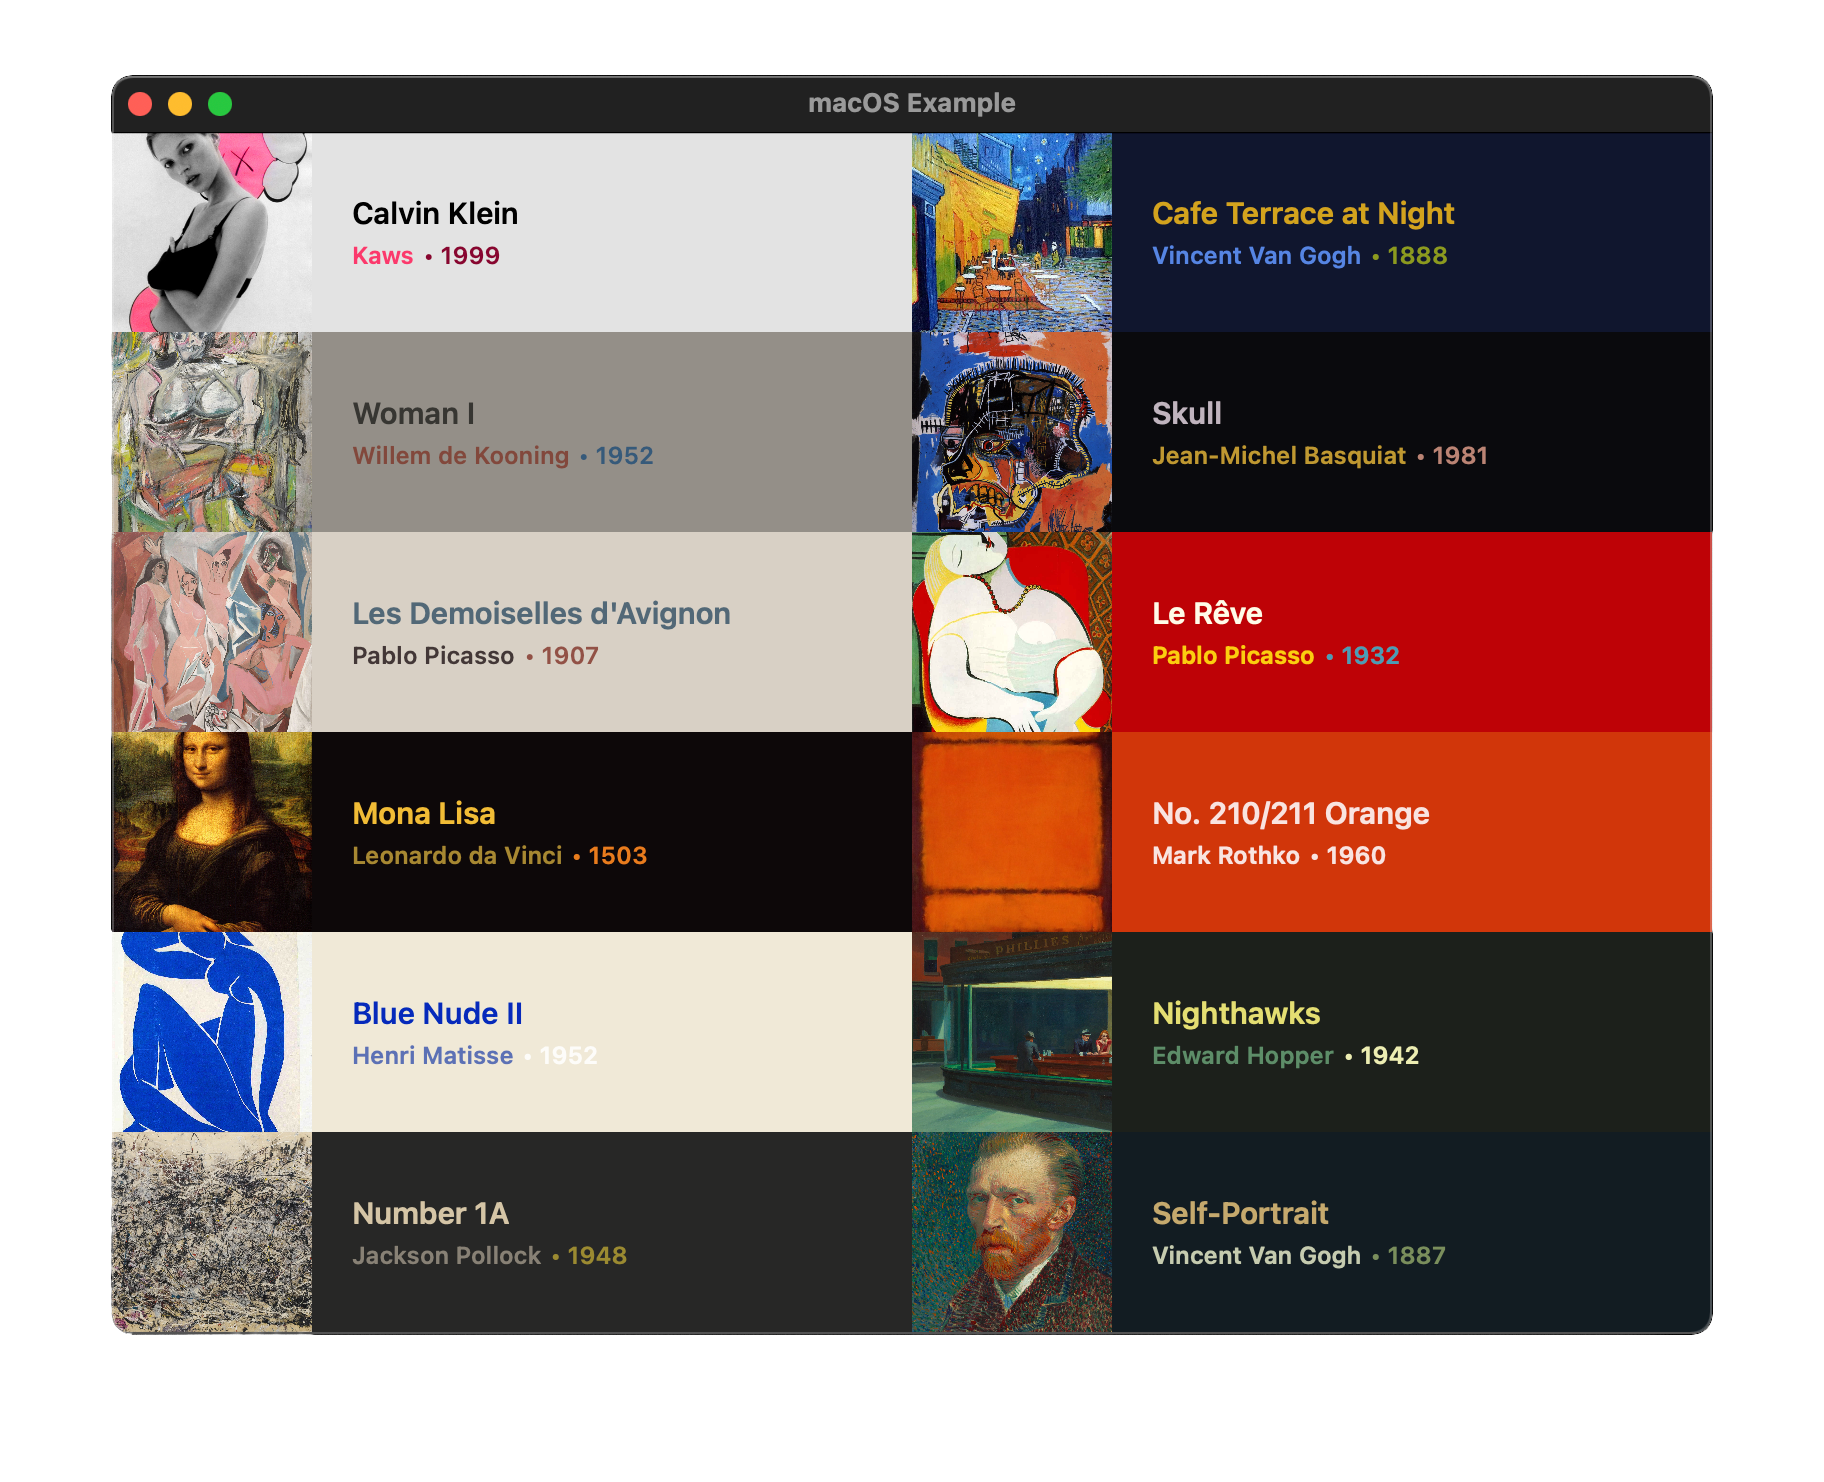 macOS Example
Calvin Klein
Kaws • 1999
Cafe Terrace at Night
Vincent Van Gogh • 1888
Woman I
Willem de Kooning • 1952
Skull
Jean-Michel Basquiat • 1981
Les Demoiselles d'Avignon
Pablo Picasso • 1907
Le Rêve
Pablo Picasso • 1932
Mona Lisa
Leonardo da Vinci • 1503
No. 210/211 Orange
Mark Rothko • 1960
PHILLIES
Blue Nude II
Henri Matisse • 1952
Nighthawks
Edward Hopper • 1942
Number 1A
Jackson Pollock • 1948
Self-Portrait
Vincent Van Gogh • 1887